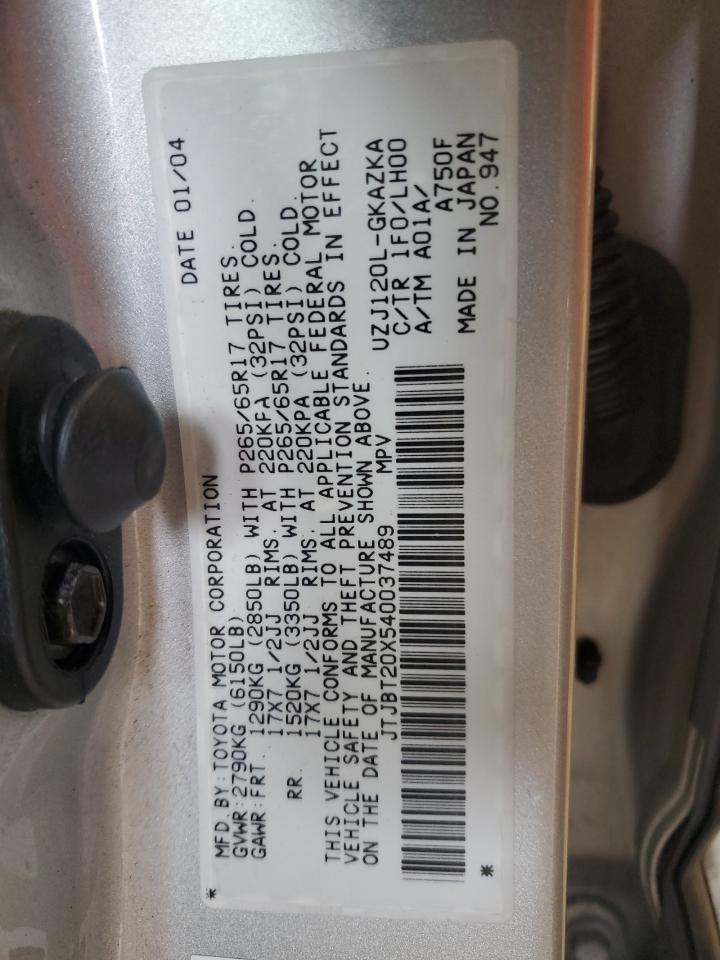 DATE 01/04
MFD. BY: TOYOTA MOTOR CORPORATION
GVWR: 2790KG (6150LB)
GAWR: FRT. 1290KG (2850LB) WITH P265/65R17 TIRES.
17X7 1/2JJ RIMS. AT 220KPA (32PSI) COLD.
RR. 1520KG (3350LB) WITH P265/65R17 TIRES.
17X7 1/2JJ RIMS. AT 220KPA (32PSI) COLD.
THIS VEHICLE CONFORMS TO ALL APPLICABLE FEDERAL MOTOR
VEHICLE SAFETY AND THEFT PREVENTION STANDARDS IN EFFECT
ON THE DATE OF MANUFACTURE SHOWN ABOVE.
JTJBT20X540037489 MPV
UZJ120L-GKAZKA
C/TR 1F0/LH00
A/TM A01A/
A750F
MADE IN JAPAN
NO. 947